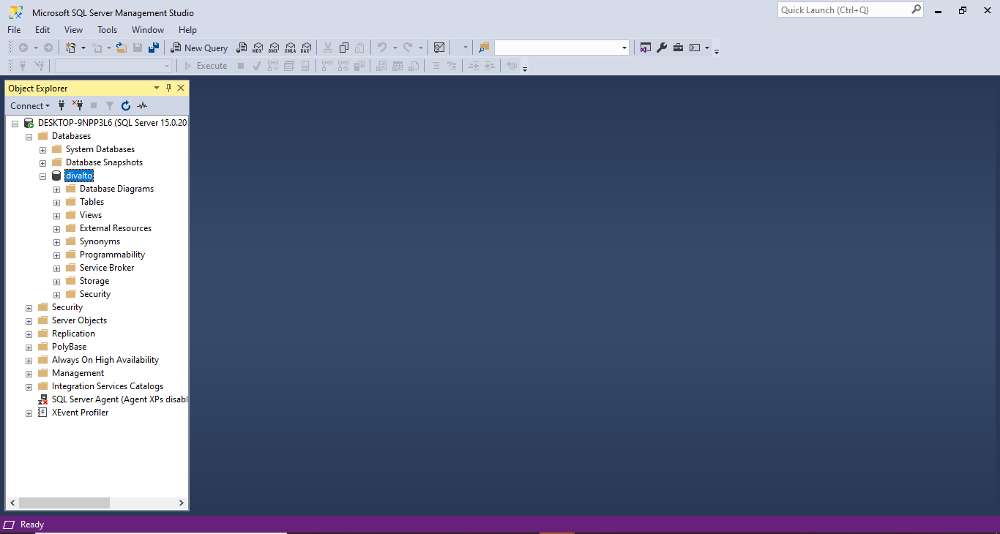 Microsoft SQL Server Management Studio
Quick Launch (Ctrl+Q)
File Edit View Tools Window Help
New Query MDX DMX XMLA DAX
Execute
Object Explorer
Connect
DESKTOP-9NPP3L6 (SQL Server 15.0.20
Databases
System Databases
Database Snapshots
divalto
Database Diagrams
Tables
Views
External Resources
Synonyms
Programmability
Service Broker
Storage
Security
Security
Server Objects
Replication
PolyBase
Always On High Availability
Management
Integration Services Catalogs
SQL Server Agent (Agent XPs disabl
XEvent Profiler
Ready